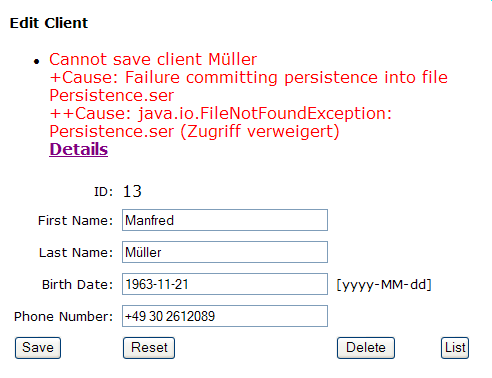 Edit Client
Cannot save client Müller
+Cause: Failure committing persistence into file
Persistence.ser
++Cause: java.io.FileNotFoundException:
Persistence.ser (Zugriff verweigert)
Details
ID: 13
First Name: Manfred
Last Name: Müller
Birth Date: 1963-11-21 [yyyy-MM-dd]
Phone Number: +49 30 2612089
Save Reset Delete List